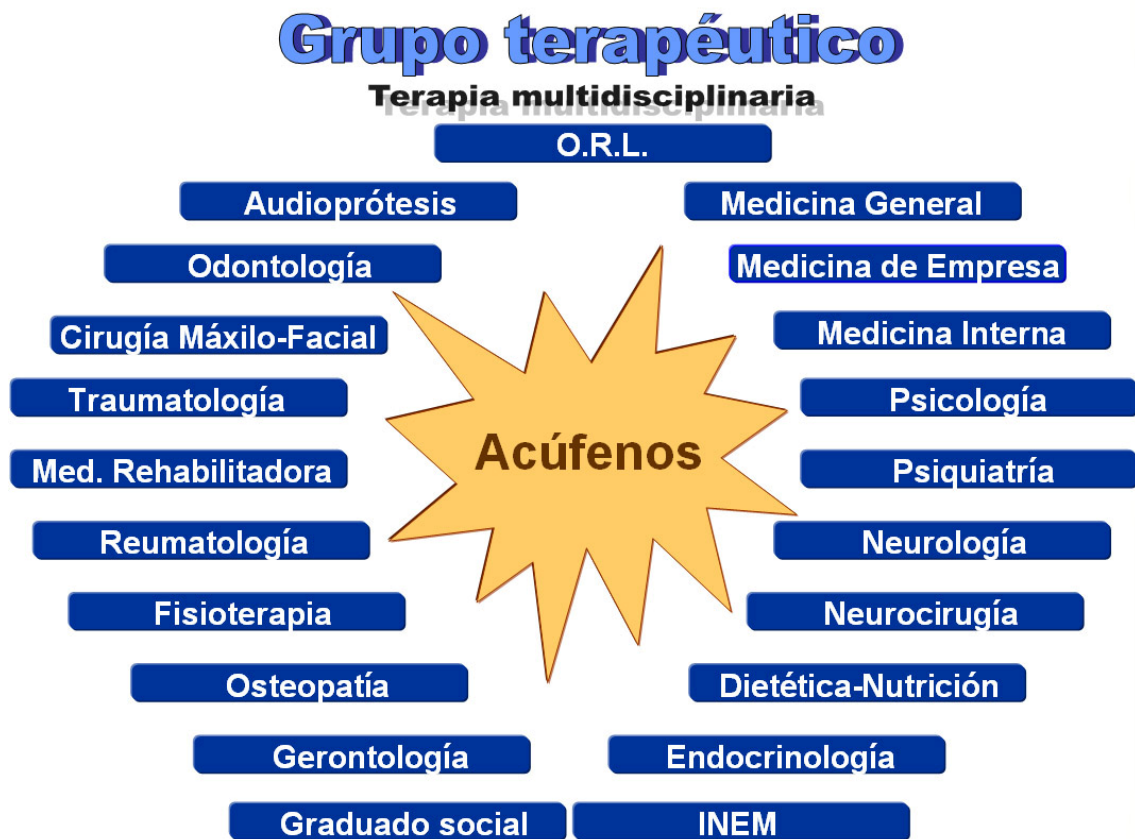 Grupo terapéutico
Terapia multidisciplinaria
O.R.L.
Audioprótesis
Medicina General
Odontología
Medicina de Empresa
Cirugía Máxilo-Facial
Medicina Interna
Traumatología
Psicología
Acúfenos
Med. Rehabilitadora
Psiquiatría
Reumatología
Neurología
Fisioterapia
Neurocirugía
Osteopatía
Dietética-Nutrición
Gerontología
Endocrinología
Graduado social
INEM